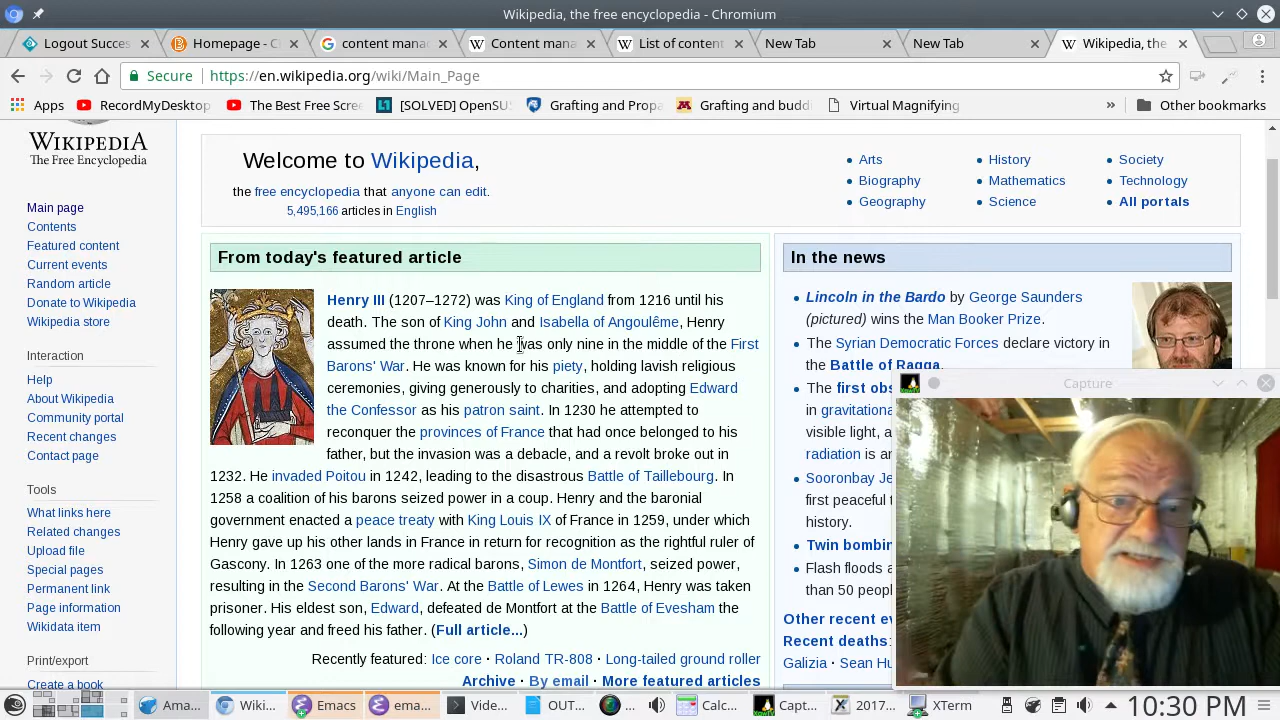 Wikipedia, the free encyclopedia - Chromium
Logout Succes
Homepage - C
content manag
Content mana
List of content
New Tab
New Tab
Wikipedia, the
Secure
https://en.wikipedia.org/wiki/Main_Page
Apps
RecordMyDesktop
The Best Free Scre
[SOLVED] OpenSU
Grafting and Propa
Grafting and buddi
Virtual Magnifying
»
Other bookmarks
WIKIPEDIA
The Free Encyclopedia
Main page
Contents
Featured content
Current events
Random article
Donate to Wikipedia
Wikipedia store
Interaction
Help
About Wikipedia
Community portal
Recent changes
Contact page
Tools
What links here
Related changes
Upload file
Special pages
Permanent link
Page information
Wikidata item
Print/export
Create a book
Welcome to Wikipedia,
the free encyclopedia that anyone can edit.
5,495,166 articles in English
Arts
Biography
Geography
History
Mathematics
Science
Society
Technology
All portals
From today's featured article
Henry III (1207–1272) was King of England from 1216 until his
death. The son of King John and Isabella of Angoulême, Henry
assumed the throne when he was only nine in the middle of the First
Barons' War. He was known for his piety, holding lavish religious
ceremonies, giving generously to charities, and adopting Edward
the Confessor as his patron saint. In 1230 he attempted to
reconquer the provinces of France that had once belonged to his
father, but the invasion was a debacle, and a revolt broke out in
1232. He invaded Poitou in 1242, leading to the disastrous Battle of Taillebourg. In
1258 a coalition of his barons seized power in a coup. Henry and the baronial
government enacted a peace treaty with King Louis IX of France in 1259, under which
Henry gave up his other lands in France in return for recognition as the rightful ruler of
Gascony. In 1263 one of the more radical barons, Simon de Montfort, seized power,
resulting in the Second Barons' War. At the Battle of Lewes in 1264, Henry was taken
prisoner. His eldest son, Edward, defeated de Montfort at the Battle of Evesham the
following year and freed his father. (Full article...)
Recently featured: Ice core · Roland TR-808 · Long-tailed ground roller
Archive · By email · More featured articles
In the news
Lincoln in the Bardo by George Saunders
(pictured) wins the Man Booker Prize.
The Syrian Democratic Forces declare victory in
the Battle of Raqqa.
The first obs
in gravitationa
visible light, a
radiation is an
Sooronbay Je
first peaceful t
history.
Twin bombin
Flash floods a
than 50 peopl
Other recent ev
Recent deaths:
Galizia · Sean Hu
Capture
Ama...
Wiki...
Emacs
ema...
Vide...
OUT...
...
Calc...
Capt...
2017...
XTerm
10:30 PM